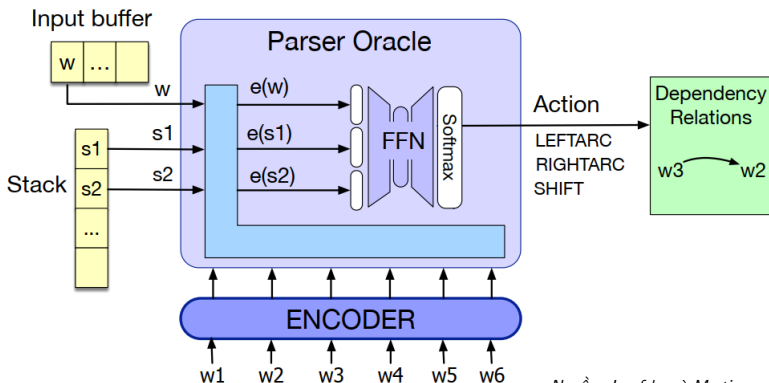 Input buffer
w ...
w
Parser Oracle
e(w)
s1
s1
e(s1)
Stack
s2
s2
e(s2)
...
FFN
Softmax
Action
LEFTARC
RIGHTARC
SHIFT
Dependency
Relations
w3 w2
ENCODER
w1 w2 w3 w4 w5 w6